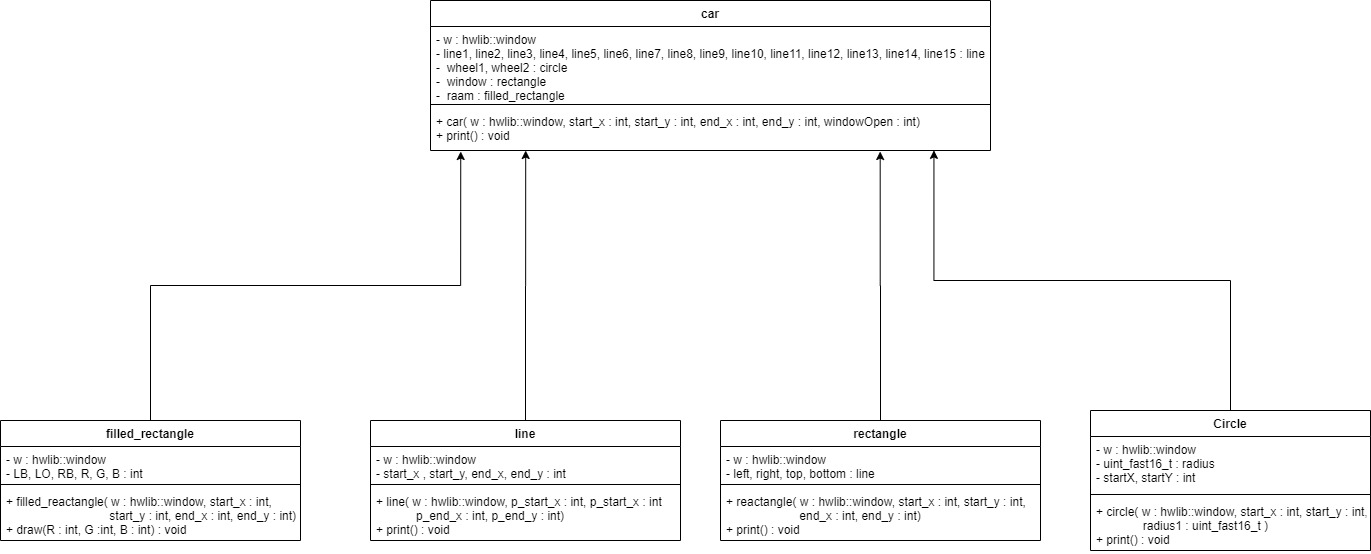 car
- w : hwlib::window
- line1, line2, line3, line4, line5, line6, line7, line8, line9, line10, line11, line12, line13, line14, line15 : line
- wheel1, wheel2 : circle
- window : rectangle
- raam : filled_rectangle
+ car( w : hwlib::window, start_x : int, start_y : int, end_x : int, end_y : int, windowOpen : int)
+ print() : void
filled_rectangle
- w : hwlib::window
- LB, LO, RB, R, G, B : int
+ filled_reactangle( w : hwlib::window, start_x : int,
start_y : int, end_x : int, end_y : int)
+ draw(R : int, G :int, B : int) : void
line
- w : hwlib::window
- start_x , start_y, end_x, end_y : int
+ line( w : hwlib::window, p_start_x : int, p_start_x : int
p_end_x : int, p_end_y : int)
+ print() : void
rectangle
- w : hwlib::window
- left, right, top, bottom : line
+ reactangle( w : hwlib::window, start_x : int, start_y : int,
end_x : int, end_y : int)
+ print() : void
Circle
- w : hwlib::window
- uint_fast16_t : radius
- startX, startY : int
+ circle( w : hwlib::window, start_x : int, start_y : int,
radius1 : uint_fast16_t )
+ print() : void